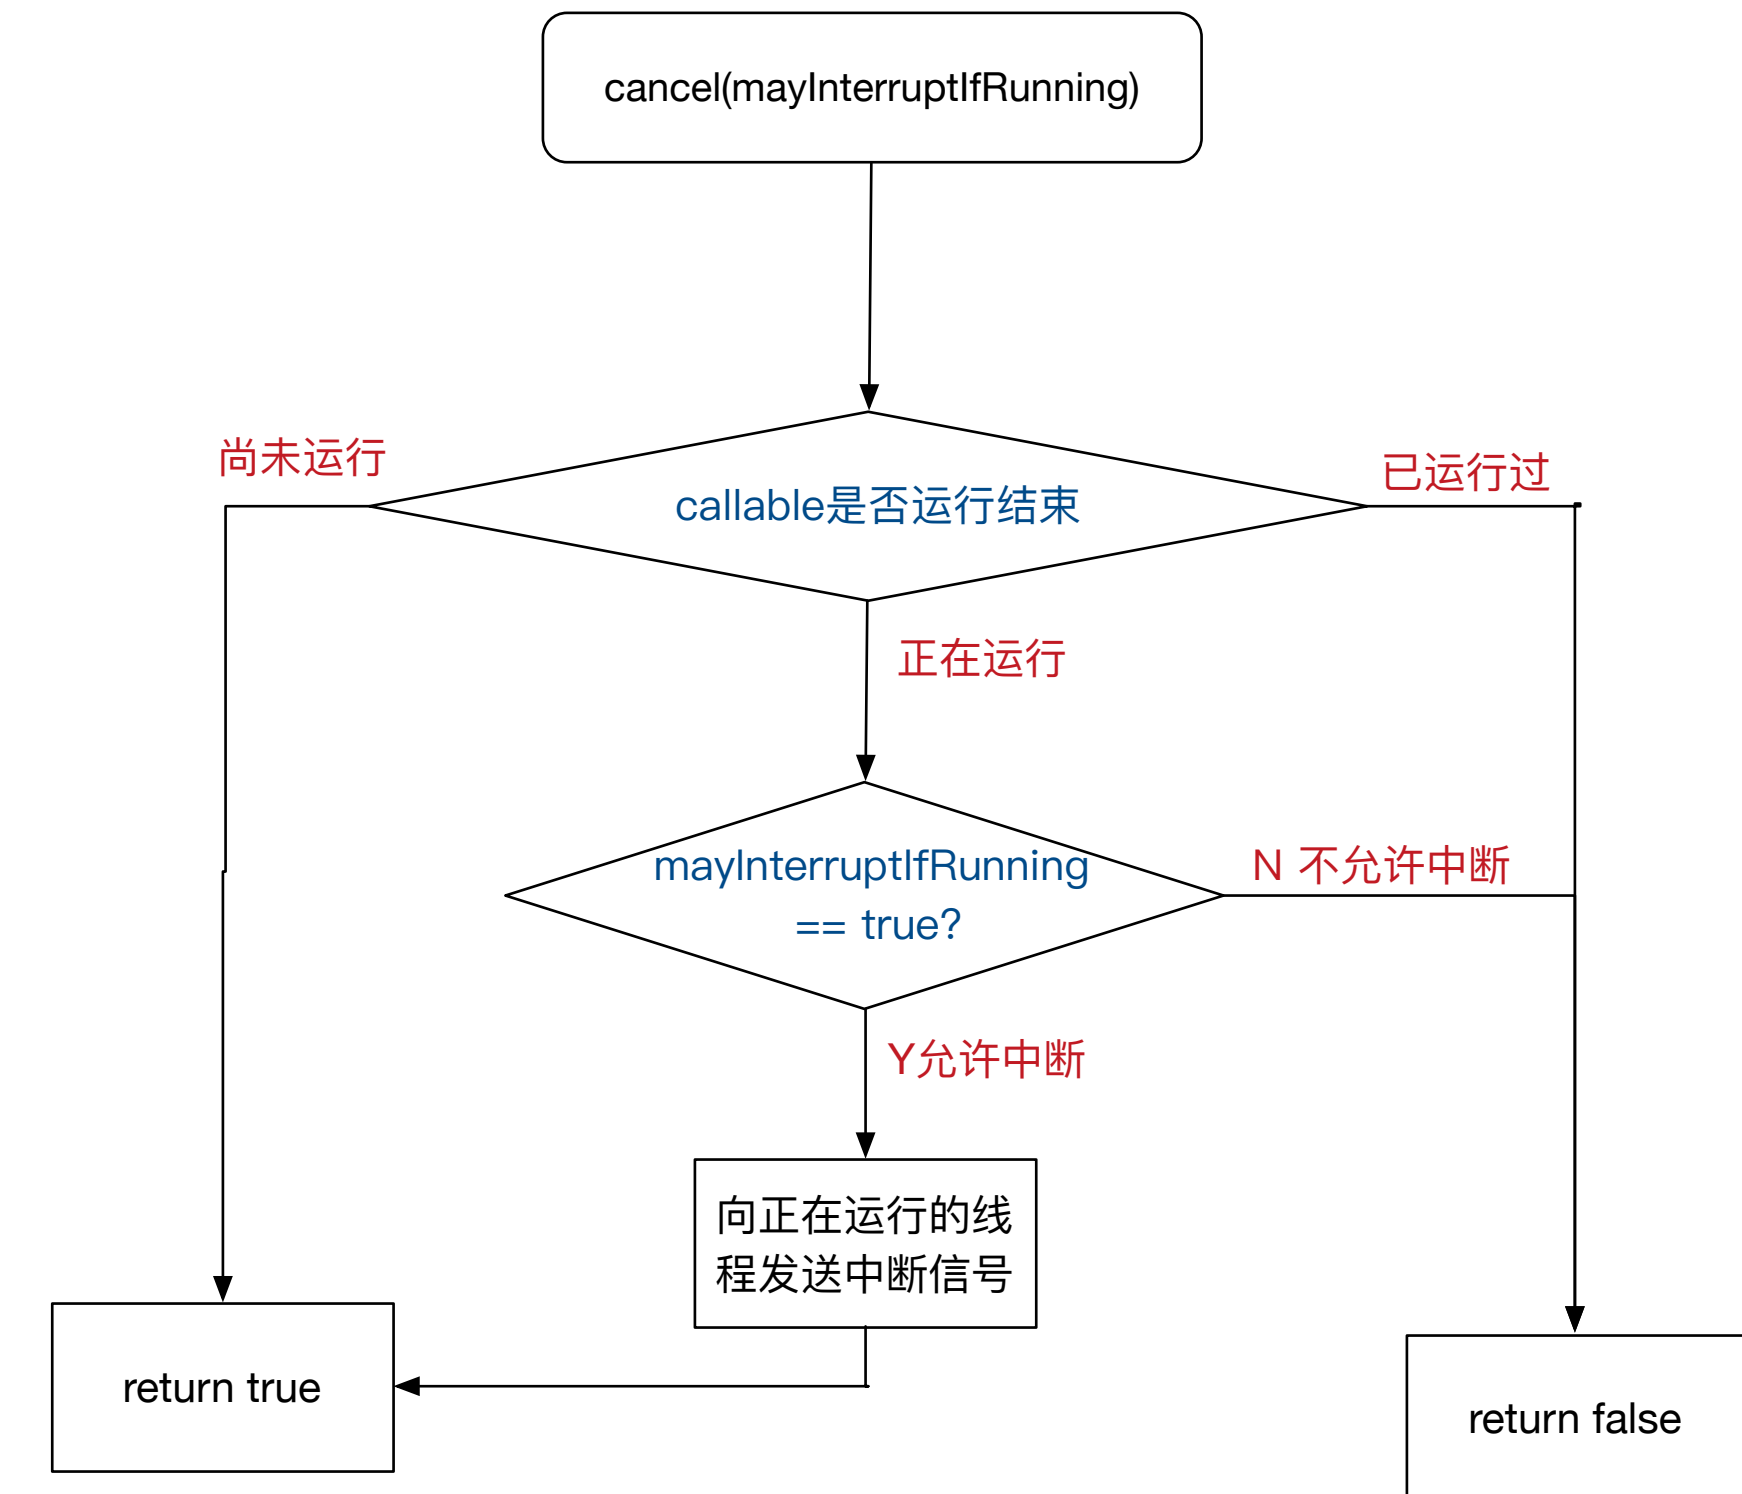 cancel(mayInterruptIfRunning)
尚未运行
已运行过
callable是否运行结束
正在运行
mayInterruptIfRunning
== true?
N 不允许中断
Y允许中断
向正在运行的线
程发送中断信号
return true
return false